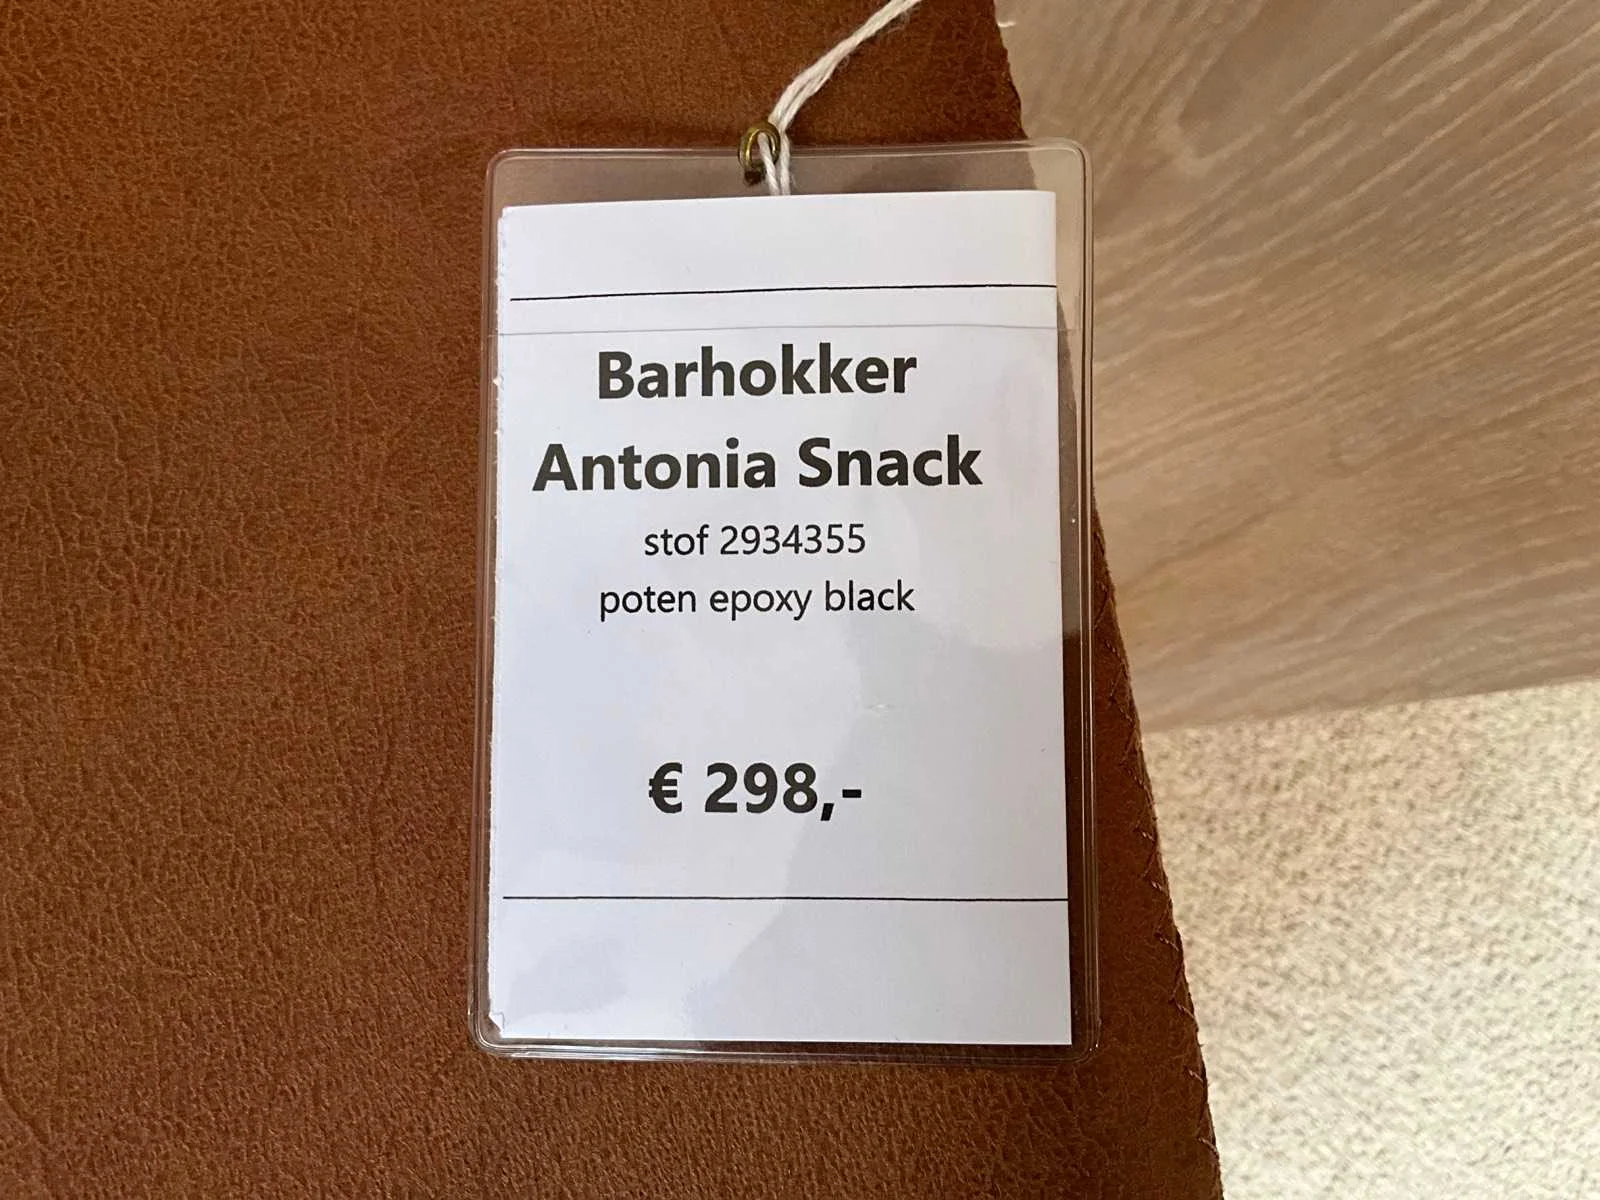 Barhokker
Antonia Snack
stof 2934355
poten epoxy black
€ 298,-